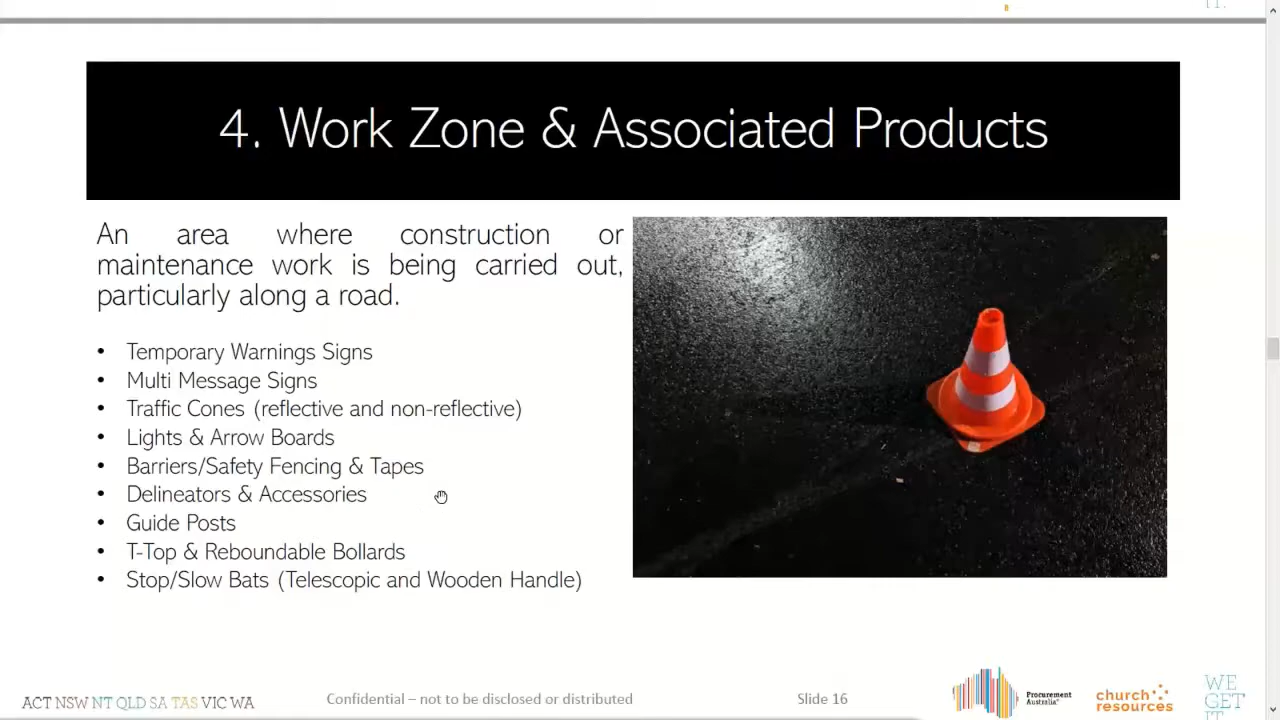 4. Work Zone & Associated Products
An area where construction or
maintenance work is being carried out,
particularly along a road.
• Temporary Warnings Signs
• Multi Message Signs
• Traffic Cones (reflective and non-reflective)
• Lights & Arrow Boards
• Barriers/Safety Fencing & Tapes
• Delineators & Accessories
• Guide Posts
• T-Top & Reboundable Bollards
• Stop/Slow Bats (Telescopic and Wooden Handle)
ACT NSW NT QLD SA TAS VIC WA
Confidential – not to be disclosed or distributed
Slide 16
Procurement
Australia
church
resources
WE
GET